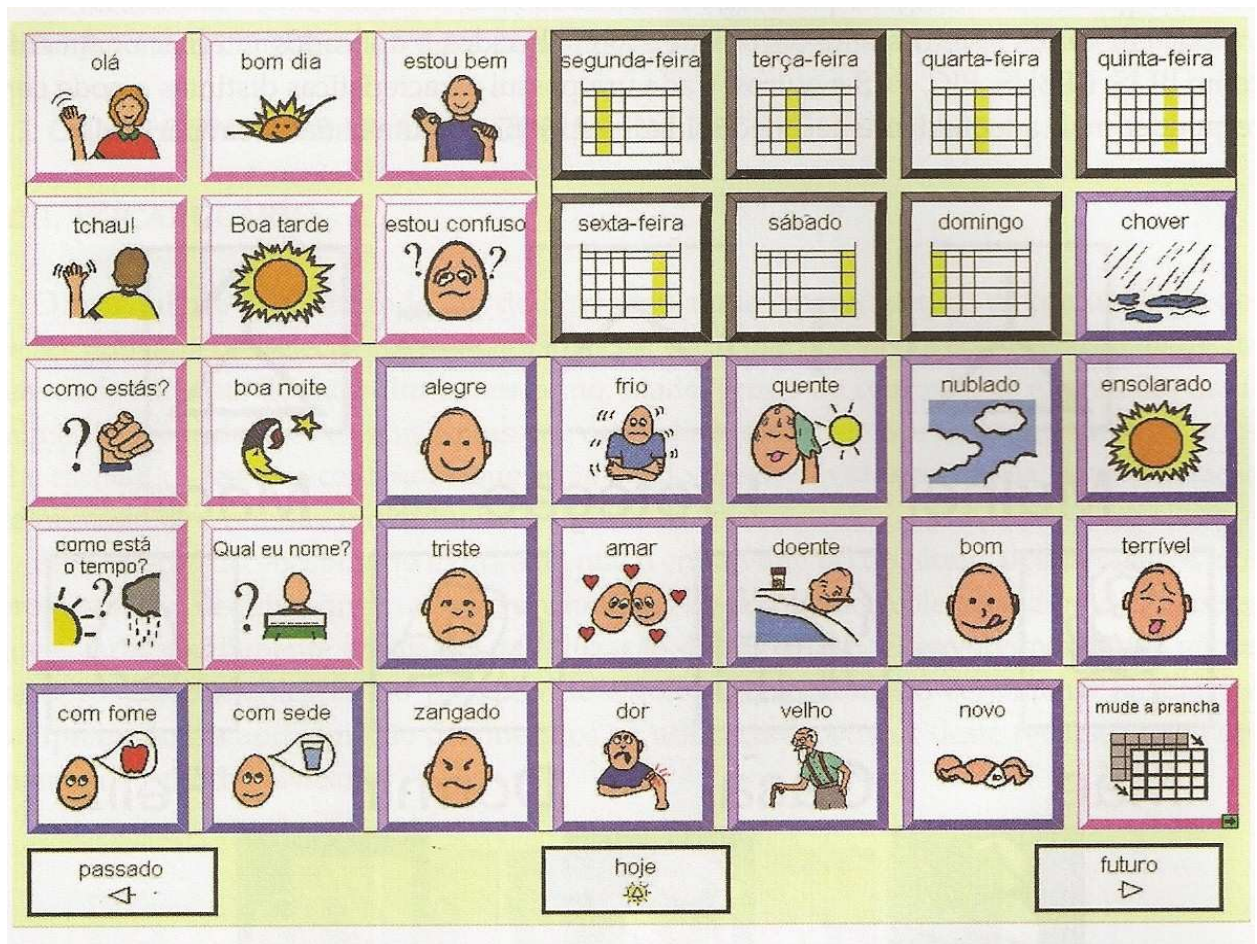 olá
bom dia
estou bem
segunda-feira
terça-feira
quarta-feira
quinta-feira
tchau!
Boa tarde
estou confuso
? ?
sexta-feira
sábado
domingo
chover
como estás?
?
boa noite
alegre
frio
quente
nublado
ensolarado
como está
o tempo?
?
Qual eu nome?
?
triste
amar
doente
bom
terrível
com fome
com sede
zangado
dor
velho
novo
mude a prancha
passado
hoje
futuro